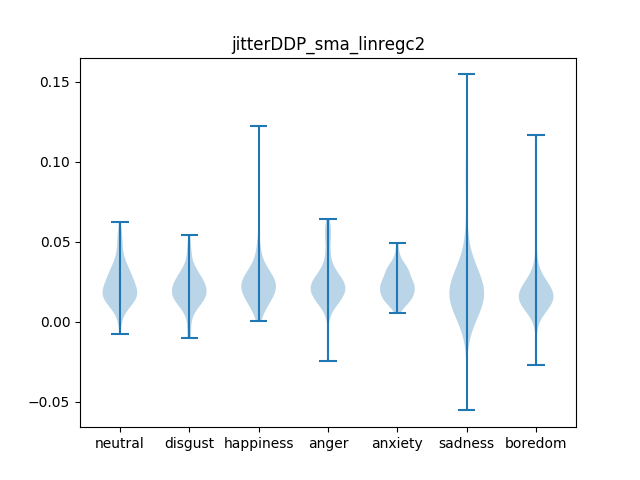 jitterDDP_sma_linregc2
0.15
0.10
0.05
0.00
−0.05
neutral disgust happiness anger anxiety sadness boredom